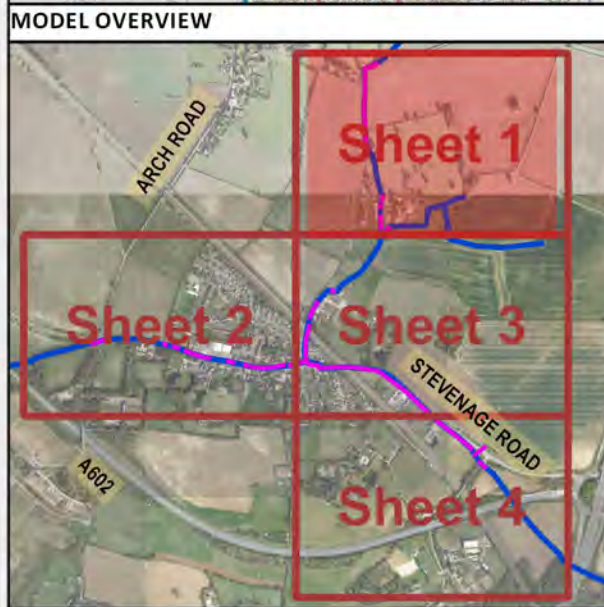 MODEL OVERVIEW
ARCH ROAD
Sheet 1
Sheet 2
Sheet 3
STEVENAGE ROAD
A602
Sheet 4